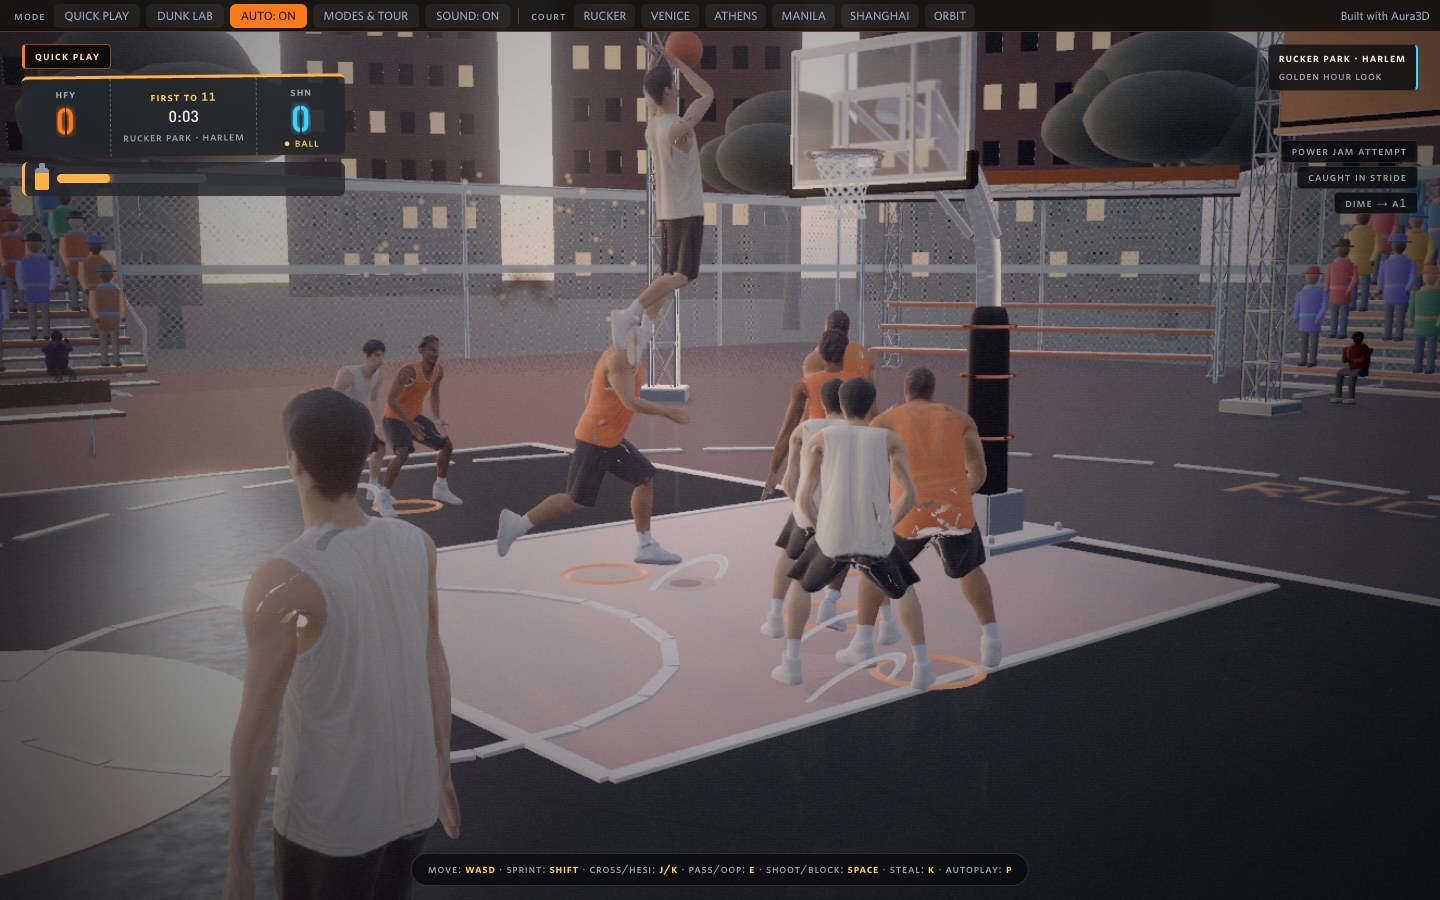 MODE QUICK PLAY DUNK LAB AUTO: ON MODES & TOUR SOUND: ON COURT RUCKER VENICE ATHENS MANILA SHANGHAI ORBIT Built with Aura3D
QUICK PLAY
HFY
0
FIRST TO 11
0:03
RUCKER PARK · HARLEM
SHN
0
● BALL
RUCKER PARK · HARLEM
GOLDEN HOUR LOOK
POWER JAM ATTEMPT
CAUGHT IN STRIDE
DIME → A1
RUC
MOVE: WASD · SPRINT: SHIFT · CROSS/HESI: J/K · PASS/OOP: E · SHOOT/BLOCK: SPACE · STEAL: K · AUTOPLAY: P